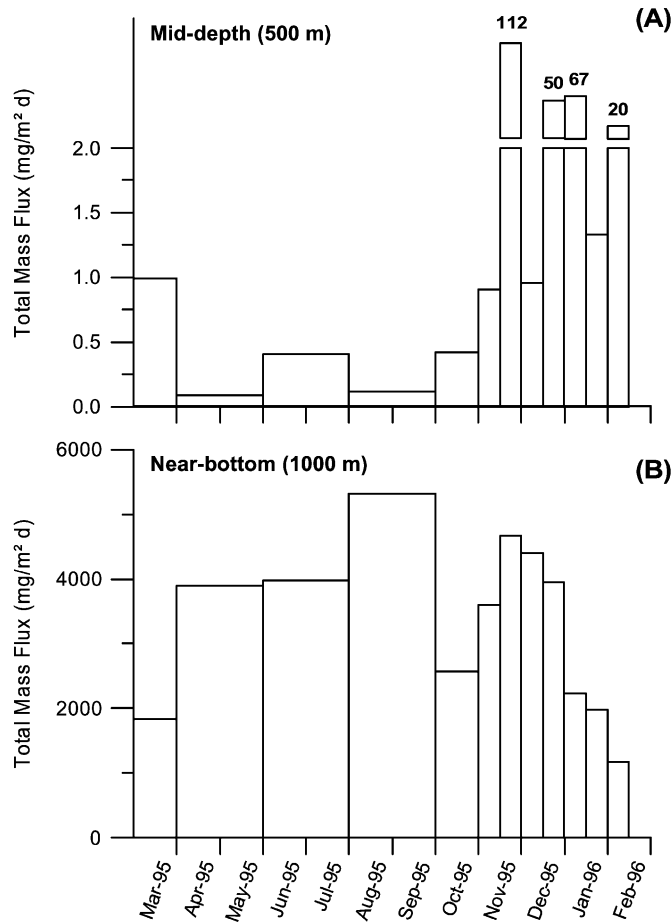 (A)
Mid-depth (500 m)
112
50
67
20
Total Mass Flux (mg/m² d)
2.0
1.5
1.0
0.5
0.0
(B)
Near-bottom (1000 m)
Total Mass Flux (mg/m² d)
6000
4000
2000
0
Mar-95
Apr-95
May-95
Jun-95
Jul-95
Aug-95
Sep-95
Oct-95
Nov-95
Dec-95
Jan-96
Feb-96